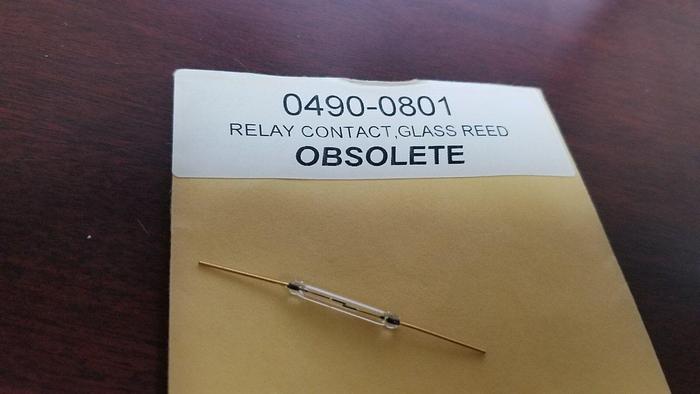 0490-0801
RELAY CONTACT,GLASS REED
OBSOLETE